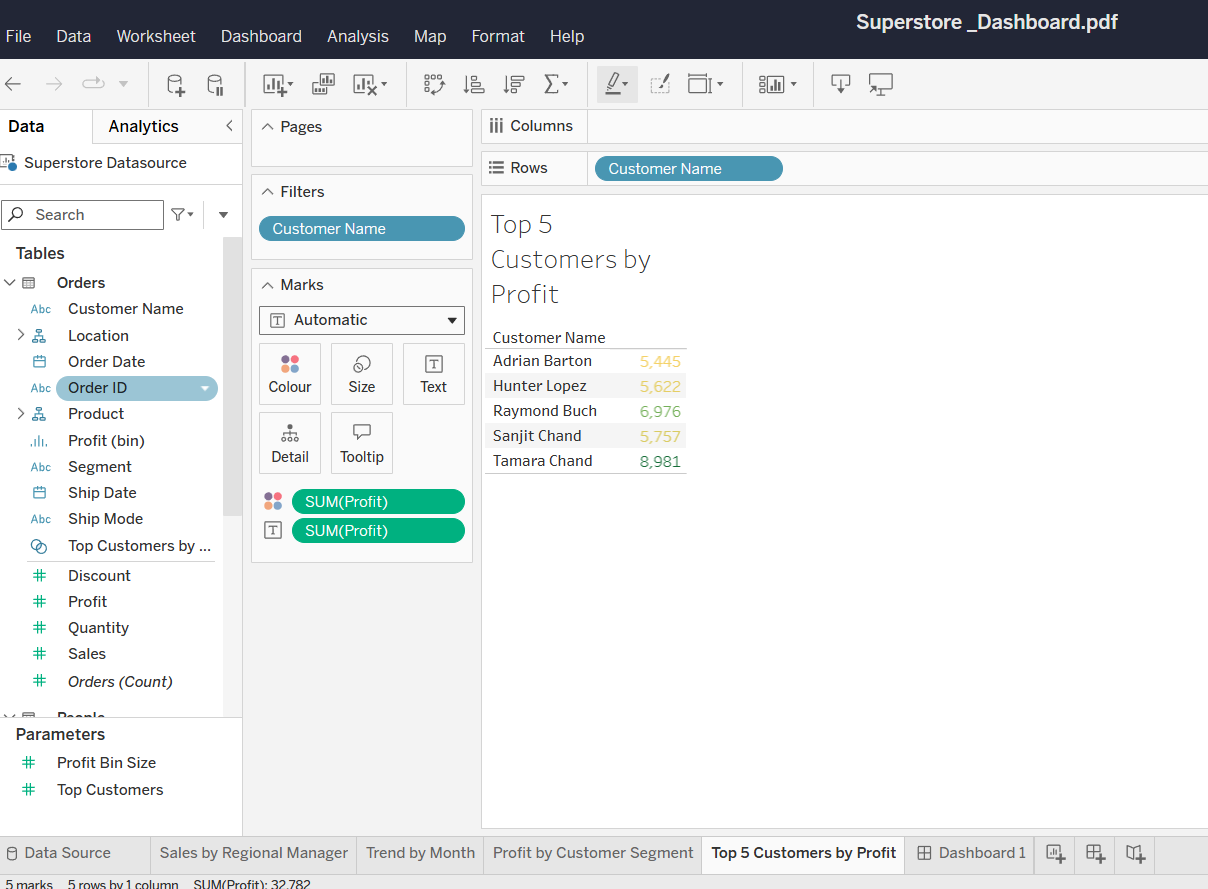 Superstore _Dashboard.pdf
File Data Worksheet Dashboard Analysis Map Format Help
Data Analytics
Superstore Datasource
Search
Tables
Orders
Abc Customer Name
Location
Order Date
Abc Order ID
Product
Profit (bin)
Abc Segment
Ship Date
Abc Ship Mode
Top Customers by ...
Discount
Profit
Quantity
Sales
Orders (Count)
People
Parameters
Profit Bin Size
Top Customers
Pages
Filters
Customer Name
Marks
T Automatic
Colour Size T Text
Detail Tooltip
SUM(Profit)
T SUM(Profit)
Columns
Rows Customer Name
Top 5
Customers by
Profit
Customer Name
Adrian Barton 5,445
Hunter Lopez 5,622
Raymond Buch 6,976
Sanjit Chand 5,757
Tamara Chand 8,981
Data Source Sales by Regional Manager Trend by Month Profit by Customer Segment Top 5 Customers by Profit Dashboard 1
5 marks 5 rows by 1 column SUM(Profit): 32,782